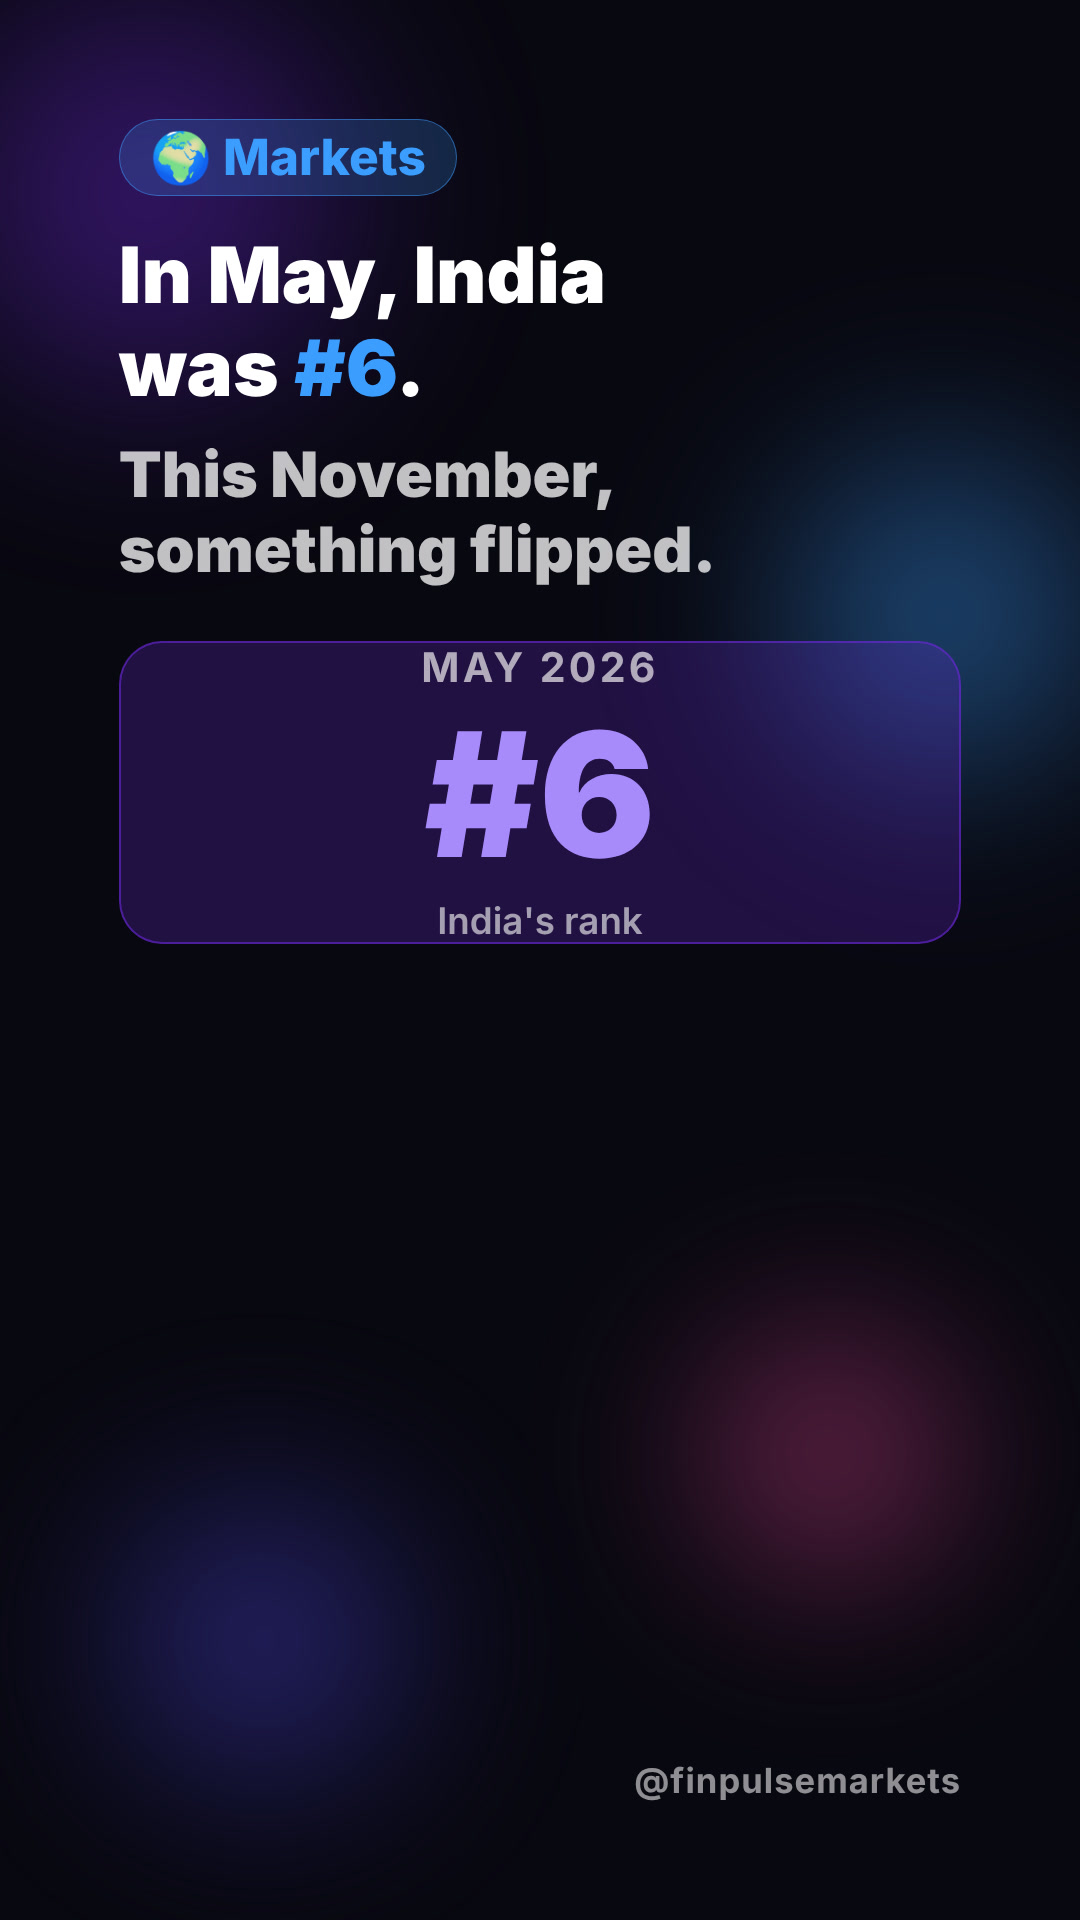 Markets
In May, India
was #6.
This November,
something flipped.
MAY 2026
#6
India's rank
@finpulsemarkets